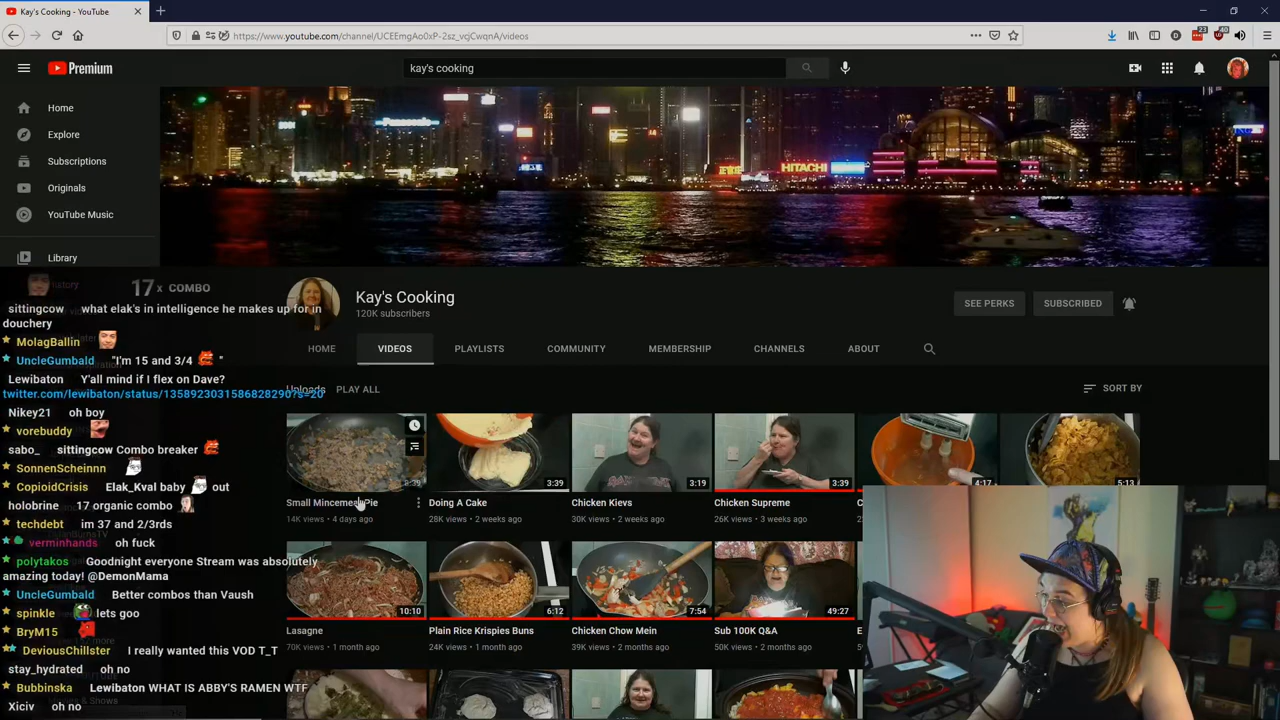 Kay's Cooking - YouTube
https://www.youtube.com/channel/UCEEmgAo0xP-2sz_vcjCwqnA/videos
Premium
kay's cooking
Home
Explore
Subscriptions
Originals
YouTube Music
Library
Panasonic
HITACHI
17x COMBO
sittingcow what elak's in intelligence he makes up for in
douchery
MolagBallin
UncleGumbald "I'm 15 and 3/4 "
Lewibaton Y'all mind if I flex on Dave?
twitter.com/lewibaton/status/1358923031586828290?s=20
Nikey21 oh boy
vorebuddy
sabo_ sittingcow Combo breaker
SonnenScheinnn
CopioidCrisis Elak_Kval baby out
holobrine 17 organic combo
techdebt im 37 and 2/3rds
verminhands oh fuck
polytakos Goodnight everyone Stream was absolutely
amazing today! @DemonMama
UncleGumbald Better combos than Vaush
spinkle lets goo
BryM15
DeviousChillster I really wanted this VOD T_T
stay_hydrated oh no
Bubbinska Lewibaton WHAT IS ABBY'S RAMEN WTF
Xiciv oh no
Kay's Cooking
120K subscribers
SEE PERKS
SUBSCRIBED
HOME
VIDEOS
PLAYLISTS
COMMUNITY
MEMBERSHIP
CHANNELS
ABOUT
Uploads
PLAY ALL
SORT BY
8:39
3:39
3:19
3:39
4:17
5:13
Small Mincemeat Pie
Doing A Cake
Chicken Kievs
Chicken Supreme
14K views • 4 days ago
28K views • 2 weeks ago
30K views • 2 weeks ago
26K views • 3 weeks ago
10:10
6:12
7:54
49:27
Lasagne
Plain Rice Krispies Buns
Chicken Chow Mein
Sub 100K Q&A
70K views • 1 month ago
24K views • 1 month ago
39K views • 2 months ago
50K views • 2 months ago